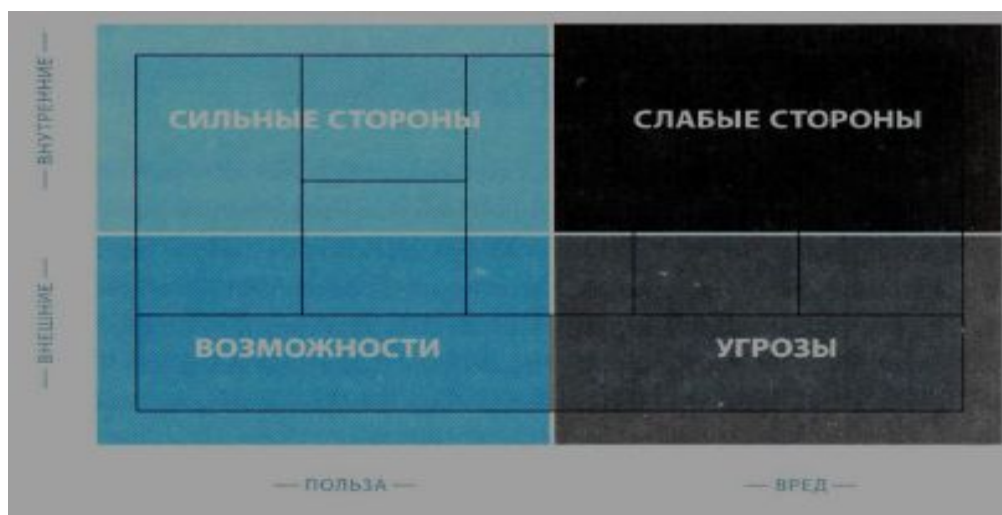 ВНУТРЕННИЕ
СИЛЬНЫЕ СТОРОНЫ
СЛАБЫЕ СТОРОНЫ
ВНЕШНИЕ
ВОЗМОЖНОСТИ
УГРОЗЫ
ПОЛЬЗА
ВРЕД